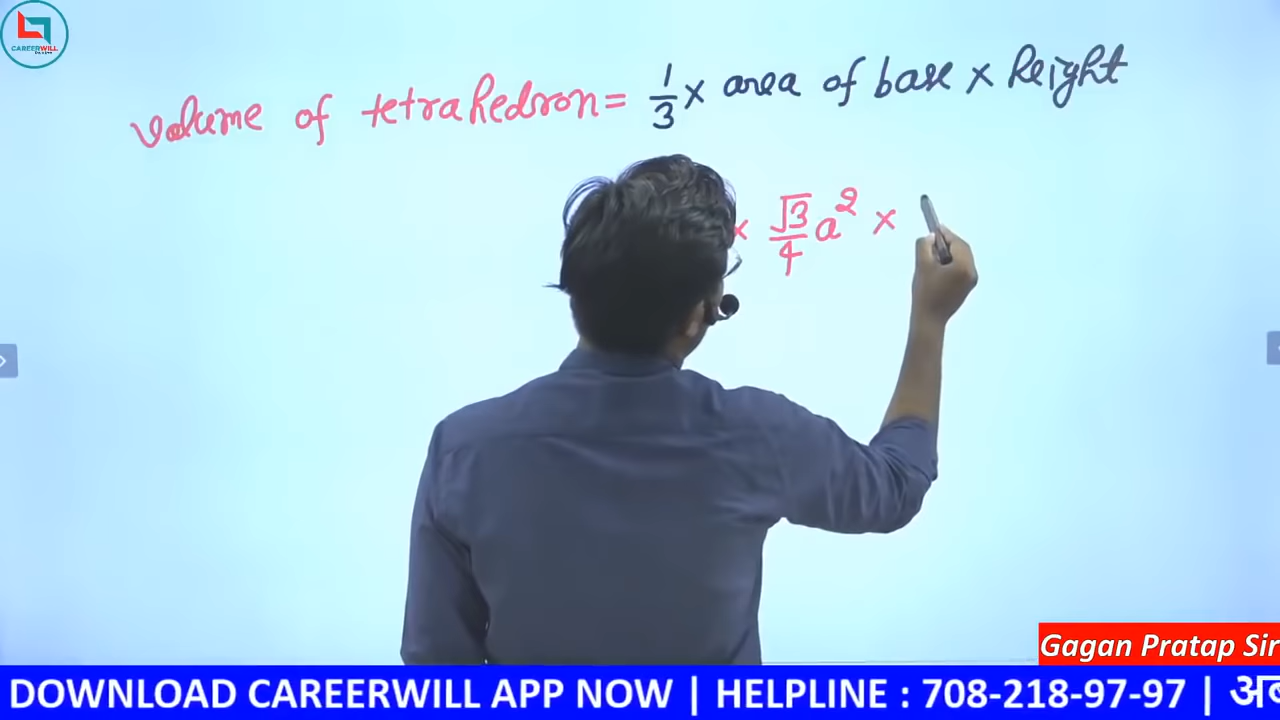 CAREERWILL
volume of tetrahedron = 1/3 × area of base × height
× √3/4 a² ×
Gagan Pratap Sir
DOWNLOAD CAREERWILL APP NOW | HELPLINE : 708-218-97-97 | अब